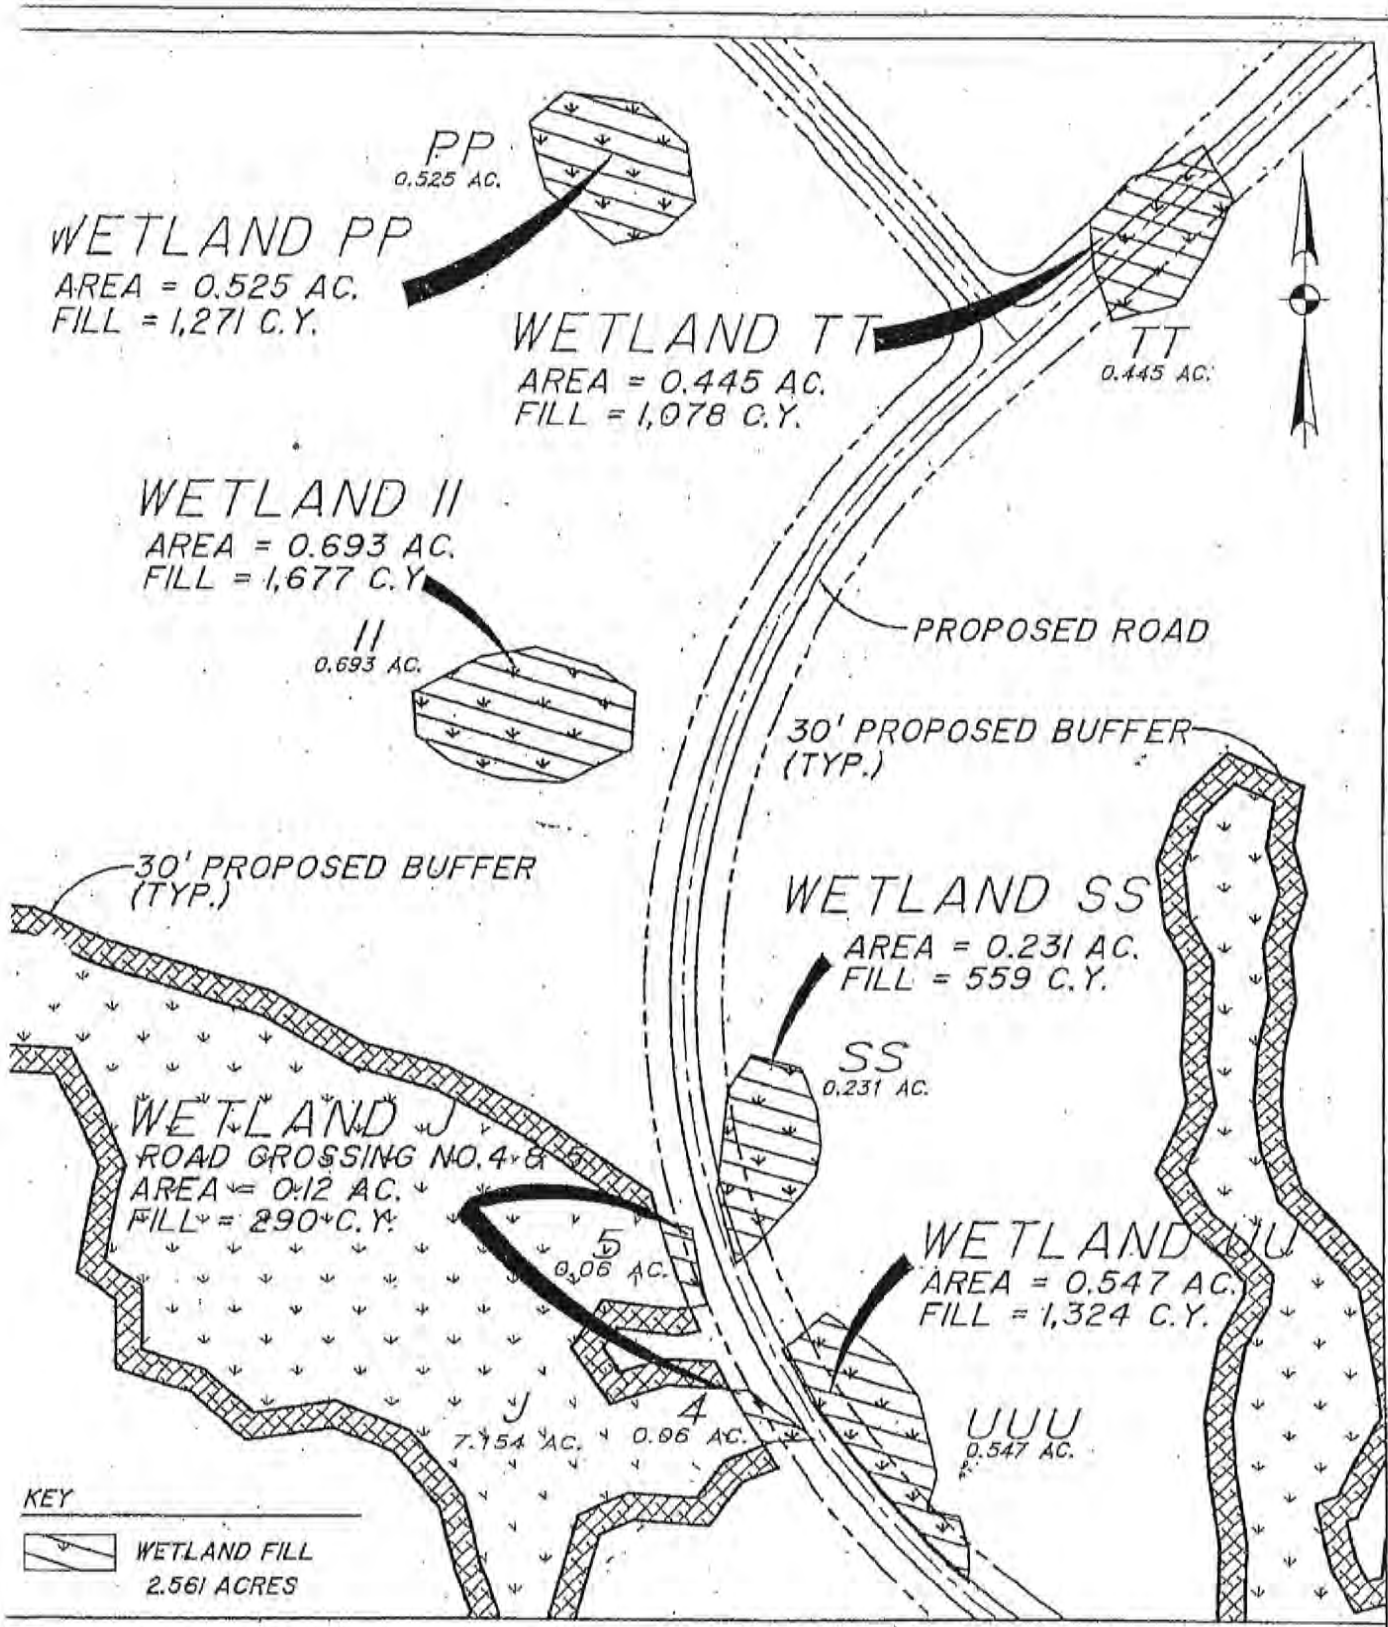 PP
0.525 AC.
WETLAND PP
AREA = 0.525 AC.
FILL = 1,271 C.Y.
WETLAND TT
AREA = 0.445 AC.
FILL = 1,078 C.Y.
TT
0.445 AC.
WETLAND II
AREA = 0.693 AC.
FILL = 1,677 C.Y.
II
0.693 AC.
PROPOSED ROAD
30' PROPOSED BUFFER
(TYP.)
30' PROPOSED BUFFER
(TYP.)
WETLAND SS
AREA = 0.231 AC.
FILL = 559 C.Y.
SS
0.231 AC.
WETLAND J
ROAD CROSSING NO. 4 & 5
AREA = 0.12 AC.
FILL = 290 C.Y.
5
0.06 AC.
WETLAND UU
AREA = 0.547 AC.
FILL = 1,324 C.Y.
J
7.154 AC.
4
0.06 AC.
UUU
0.547 AC.
KEY
WETLAND FILL
2.561 ACRES